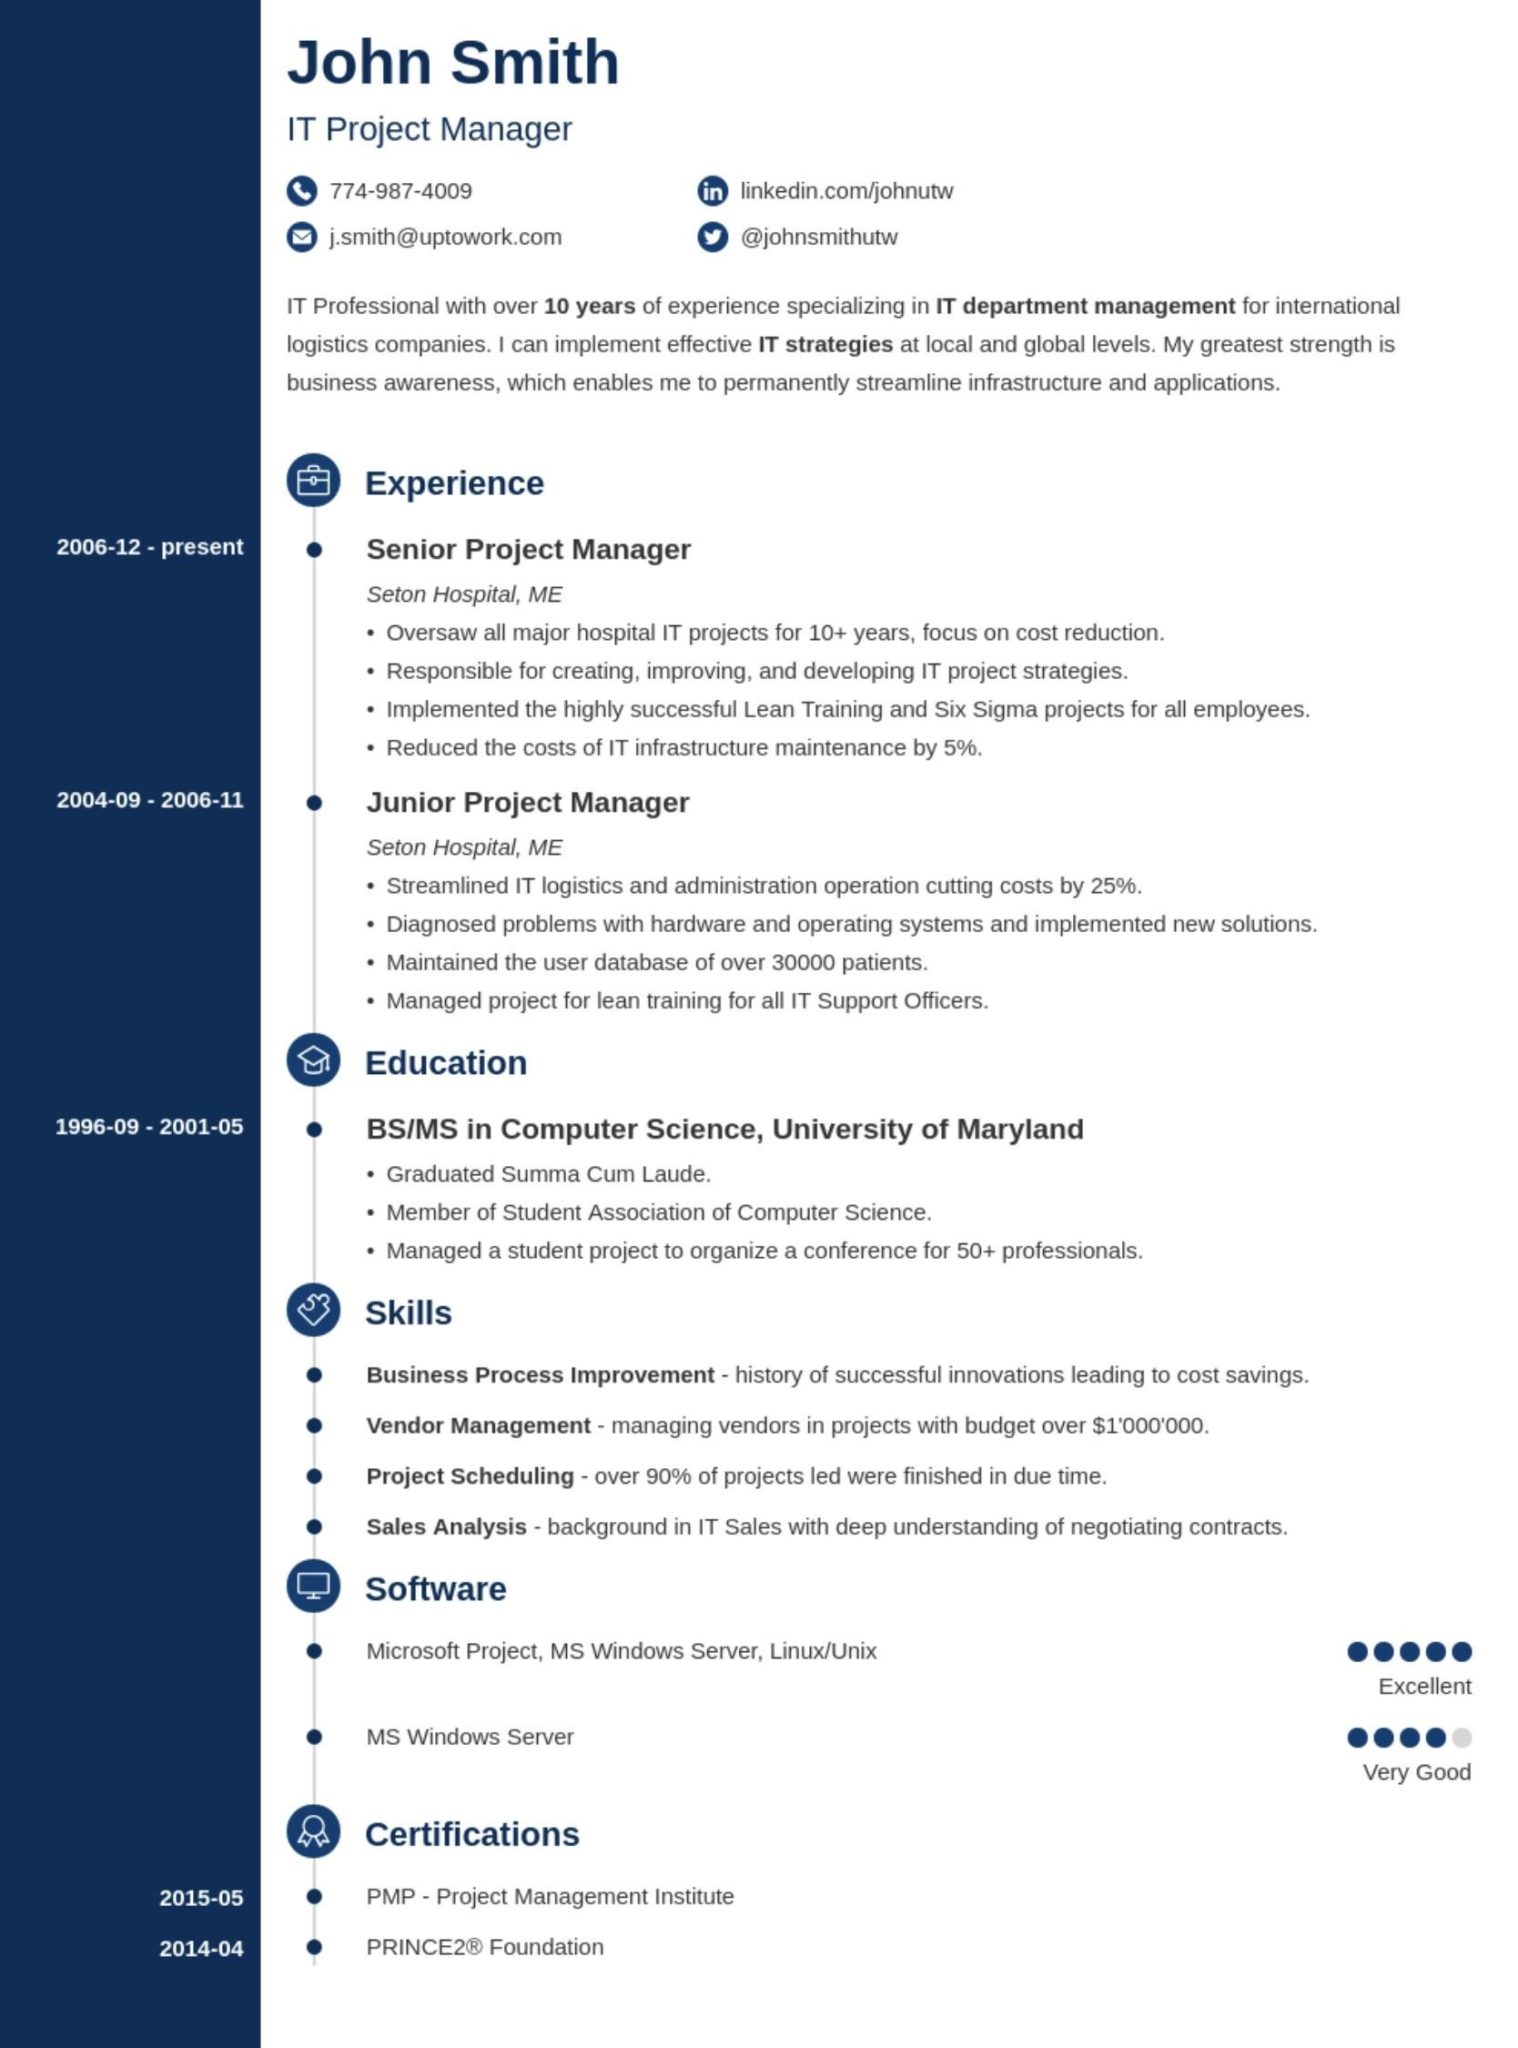 John Smith
IT Project Manager
774-987-4009
linkedin.com/johnutw
j.smith@uptowork.com
@johnsmithutw
IT Professional with over 10 years of experience specializing in IT department management for international
logistics companies. I can implement effective IT strategies at local and global levels. My greatest strength is
business awareness, which enables me to permanently streamline infrastructure and applications.
Experience
2006-12 - present
Senior Project Manager
Seton Hospital, ME
• Oversaw all major hospital IT projects for 10+ years, focus on cost reduction.
• Responsible for creating, improving, and developing IT project strategies.
• Implemented the highly successful Lean Training and Six Sigma projects for all employees.
• Reduced the costs of IT infrastructure maintenance by 5%.
2004-09 - 2006-11
Junior Project Manager
Seton Hospital, ME
• Streamlined IT logistics and administration operation cutting costs by 25%.
• Diagnosed problems with hardware and operating systems and implemented new solutions.
• Maintained the user database of over 30000 patients.
• Managed project for lean training for all IT Support Officers.
Education
1996-09 - 2001-05
BS/MS in Computer Science, University of Maryland
• Graduated Summa Cum Laude.
• Member of Student Association of Computer Science.
• Managed a student project to organize a conference for 50+ professionals.
Skills
Business Process Improvement - history of successful innovations leading to cost savings.
Vendor Management - managing vendors in projects with budget over $1'000'000.
Project Scheduling - over 90% of projects led were finished in due time.
Sales Analysis - background in IT Sales with deep understanding of negotiating contracts.
Software
Microsoft Project, MS Windows Server, Linux/Unix
Excellent
MS Windows Server
Very Good
Certifications
2015-05
PMP - Project Management Institute
2014-04
PRINCE2® Foundation